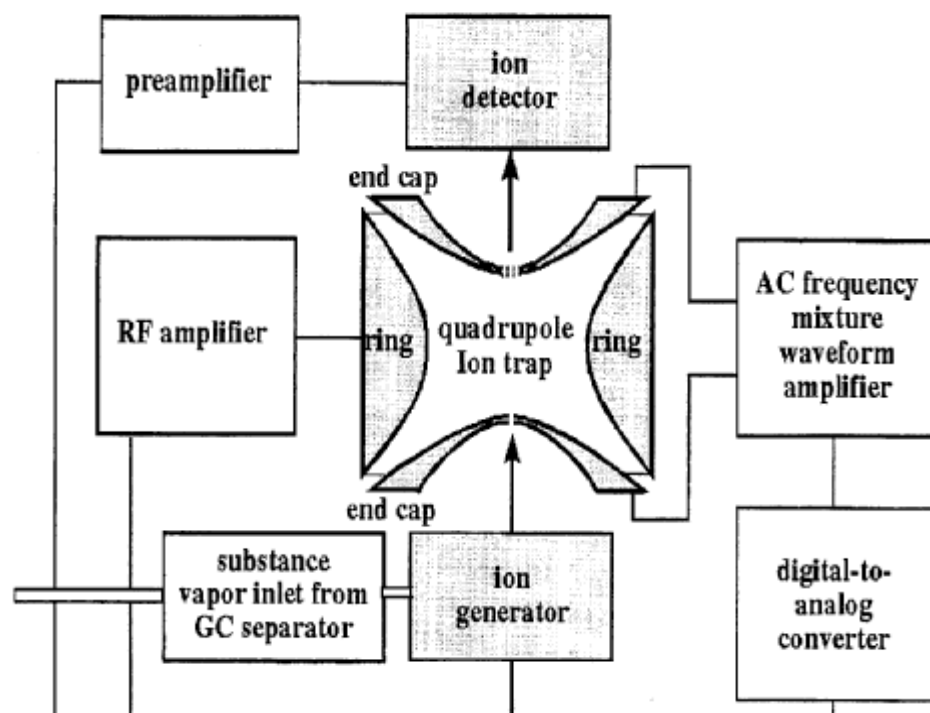 preamplifier
ion
detector
end cap
RF amplifier
ring
quadrupole
Ion trap
ring
AC frequency
mixture
waveform
amplifier
end cap
substance
vapor inlet from
GC separator
ion
generator
digital-to-
analog
converter